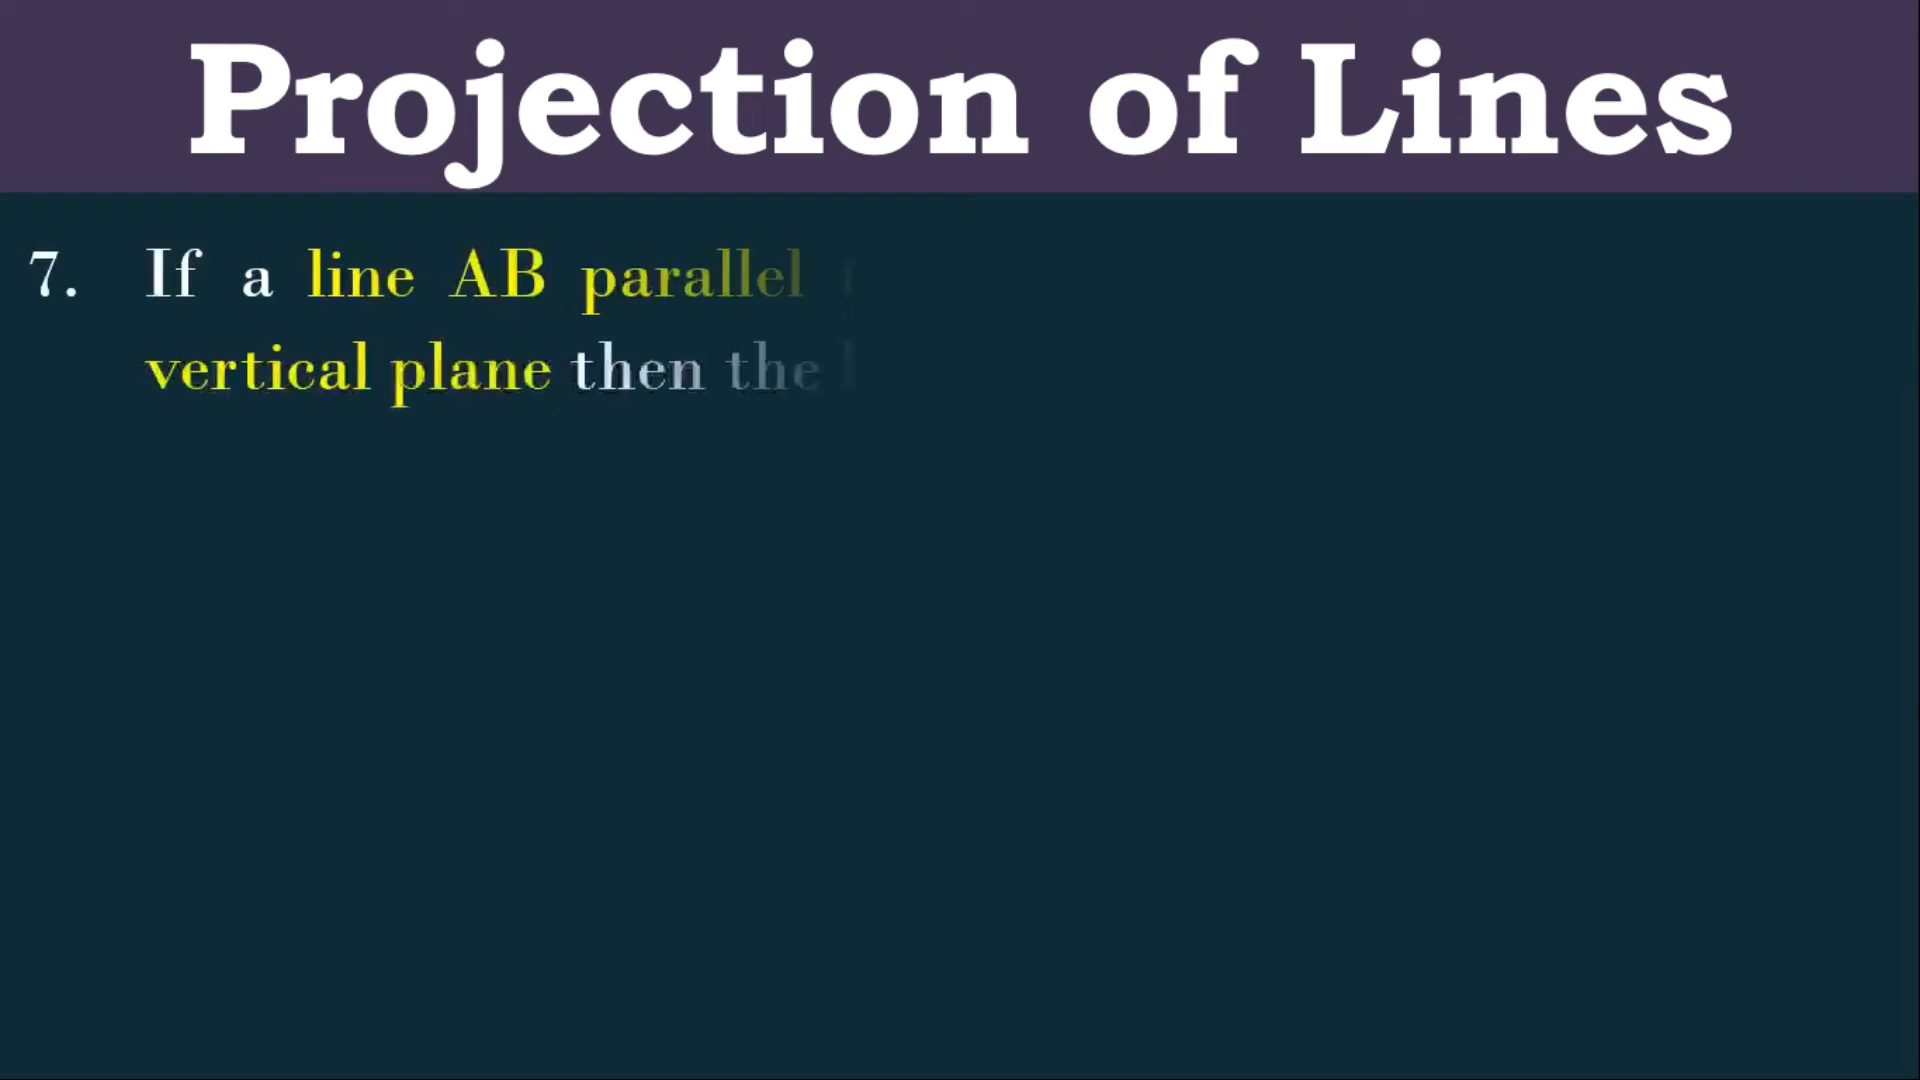 Projection of Lines
7. If a line AB parallel
vertical plane then the